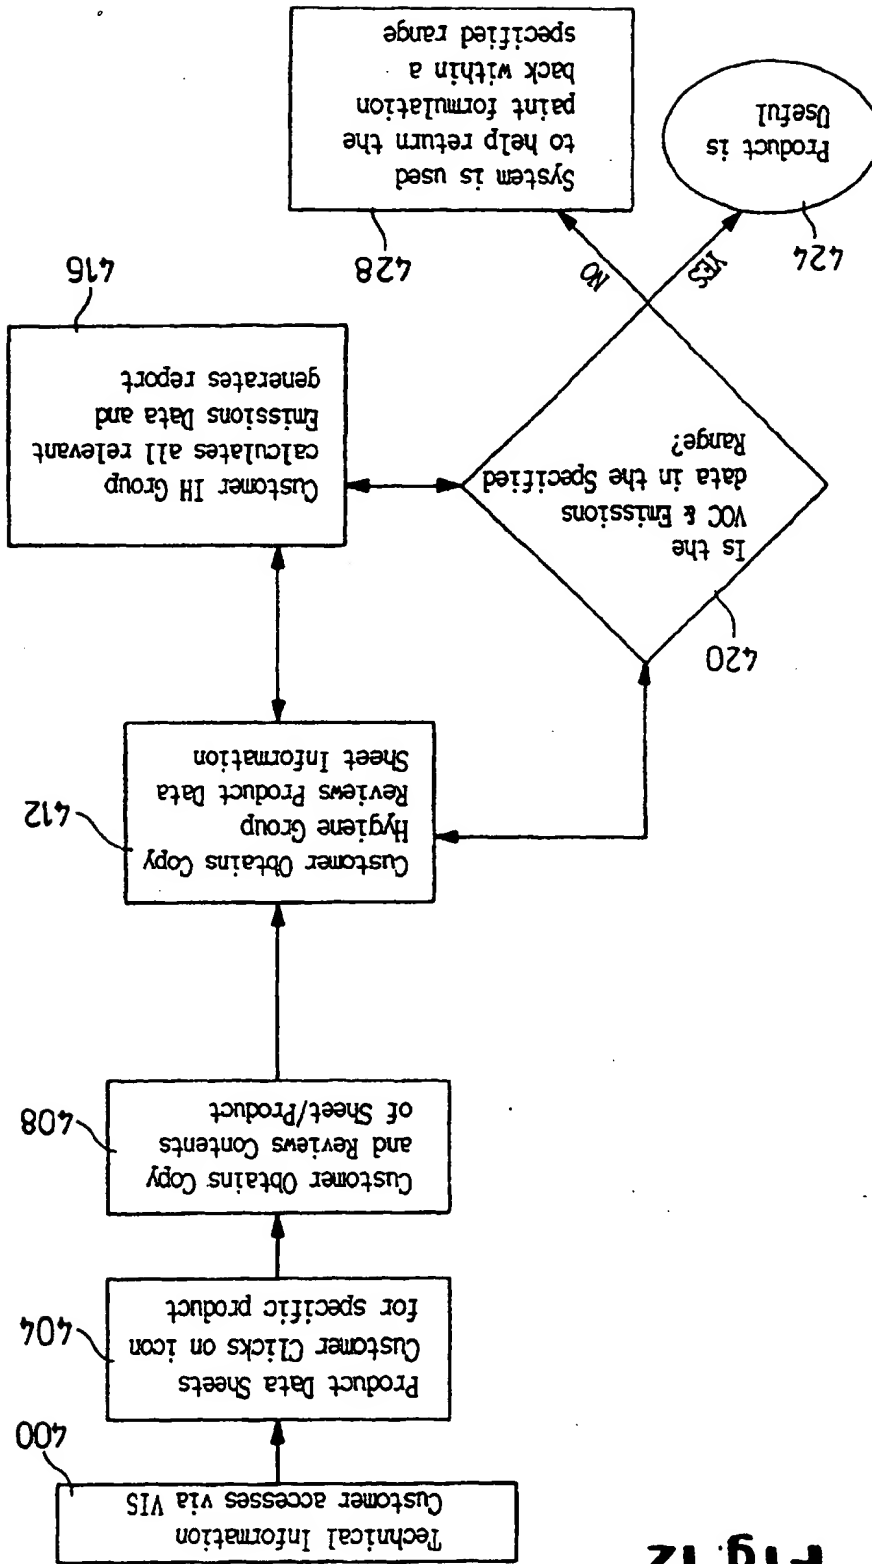 Fig.12
Technical Information
Customer accesses via VIS
400
Product Data Sheets
Customer Clicks on icon
for specific product
404
Customer Obtains Copy
and Reviews Contents
of Sheet/Product
408
Customer Obtains Copy
Hygiene Group
Reviews Product Data
Sheet Information
412
Customer IH Group
calculates all relevant
Emissions Data and
generates report
416
Is the
VOC & Emissions
data in the Specified
Range?
420
YES
NO
Product is
Useful
424
System is used
to help return the
paint formulation
back within a
specified range
428